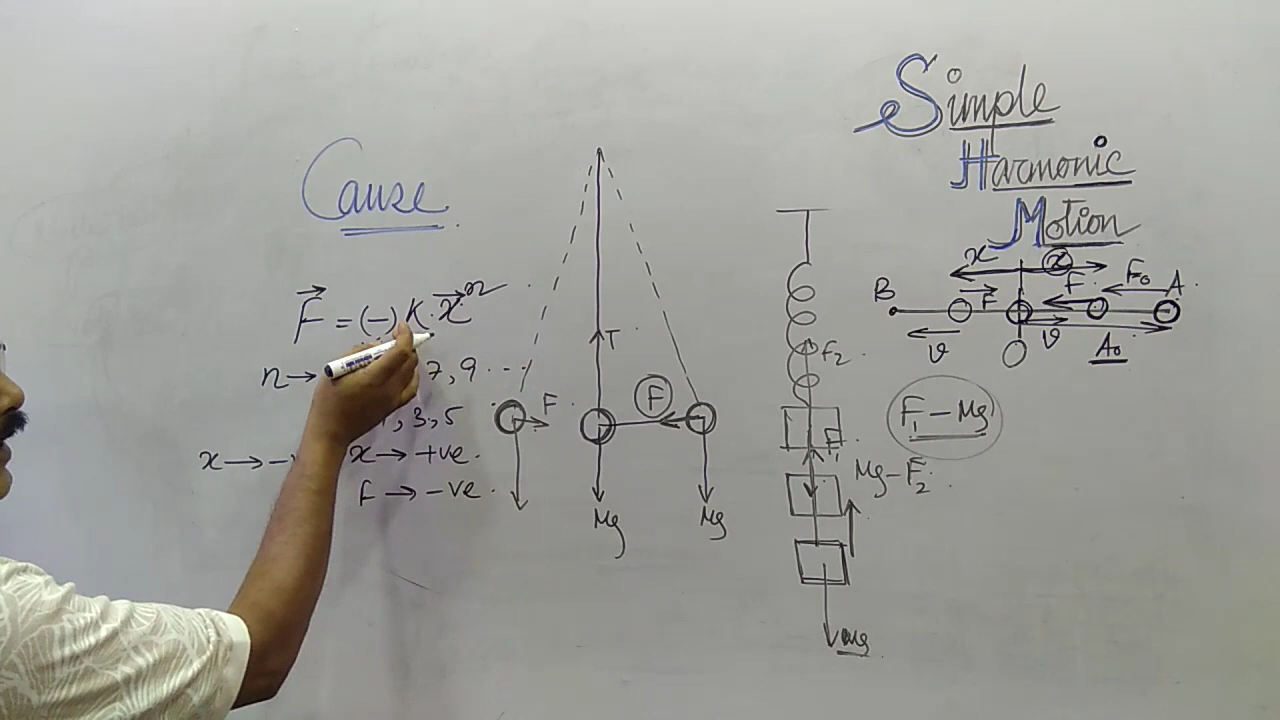 Simple
Harmonic
Motion
Cause
F = (-) K. x^n
n → 7, 9 ...
1, 3, 5
x → - x → +ve.
F → -ve.
T
F
F
Mg
Mg
F2
F1
Mg - F2
Mg
F1 - Mg
x x
B F F F0 A
v O v A0